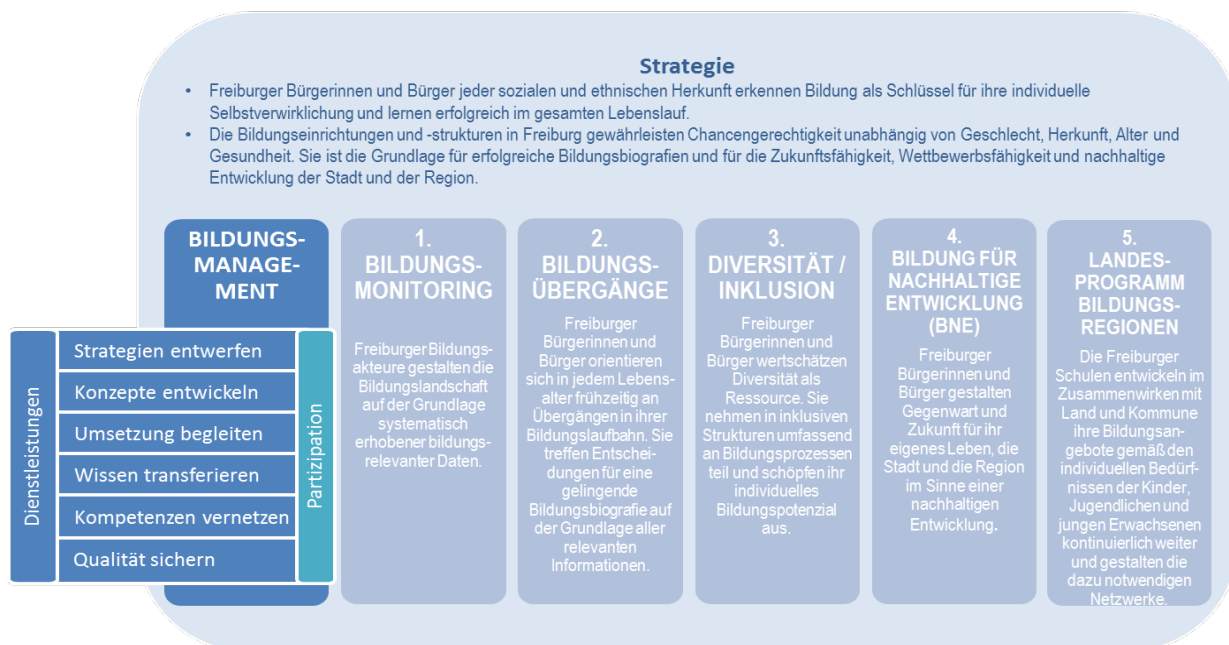 Strategie
• Freiburger Bürgerinnen und Bürger jeder sozialen und ethnischen Herkunft erkennen Bildung als Schlüssel für ihre individuelle
Selbstverwirklichung und lernen erfolgreich im gesamten Lebenslauf.
• Die Bildungseinrichtungen und -strukturen in Freiburg gewährleisten Chancengerechtigkeit unabhängig von Geschlecht, Herkunft, Alter und
Gesundheit. Sie ist die Grundlage für erfolgreiche Bildungsbiografien und für die Zukunftsfähigkeit, Wettbewerbsfähigkeit und nachhaltige
Entwicklung der Stadt und der Region.
BILDUNGS-
MANAGE-
MENT
Dienstleistungen
Strategien entwerfen
Konzepte entwickeln
Umsetzung begleiten
Wissen transferieren
Kompetenzen vernetzen
Qualität sichern
Partizipation
1.
BILDUNGS-
MONITORING
Freiburger Bildungs-
akteure gestalten die
Bildungslandschaft
auf der Grundlage
systematisch
erhobener bildungs-
relevanter Daten.
2.
BILDUNGS-
ÜBERGÄNGE
Freiburger
Bürgerinnen und
Bürger orientieren
sich in jedem Lebens-
alter frühzeitig an
Übergängen in ihrer
Bildungslaufbahn. Sie
treffen Entschei-
dungen für eine
gelingende
Bildungsbiografie auf
der Grundlage aller
relevanten
Informationen.
3.
DIVERSITÄT /
INKLUSION
Freiburger
Bürgerinnen und
Bürger wertschätzen
Diversität als
Ressource. Sie
nehmen in inklusiven
Strukturen umfassend
an Bildungsprozessen
teil und schöpfen ihr
individuelles
Bildungspotenzial
aus.
4.
BILDUNG FÜR
NACHHALTIGE
ENTWICKLUNG
(BNE)
Freiburger
Bürgerinnen und
Bürger gestalten
Gegenwart und
Zukunft für ihr
eigenes Leben, die
Stadt und die Region
im Sinne einer
nachhaltigen
Entwicklung.
5.
LANDES-
PROGRAMM
BILDUNGS-
REGIONEN
Die Freiburger
Schulen entwickeln im
Zusammenwirken mit
Land und Kommune
ihre Bildungsan-
gebote gemäß den
individuellen Bedürf-
nissen der Kinder,
Jugendlichen und
jungen Erwachsenen
kontinuierlich weiter
und gestalten die
dazu notwendigen
Netzwerke.